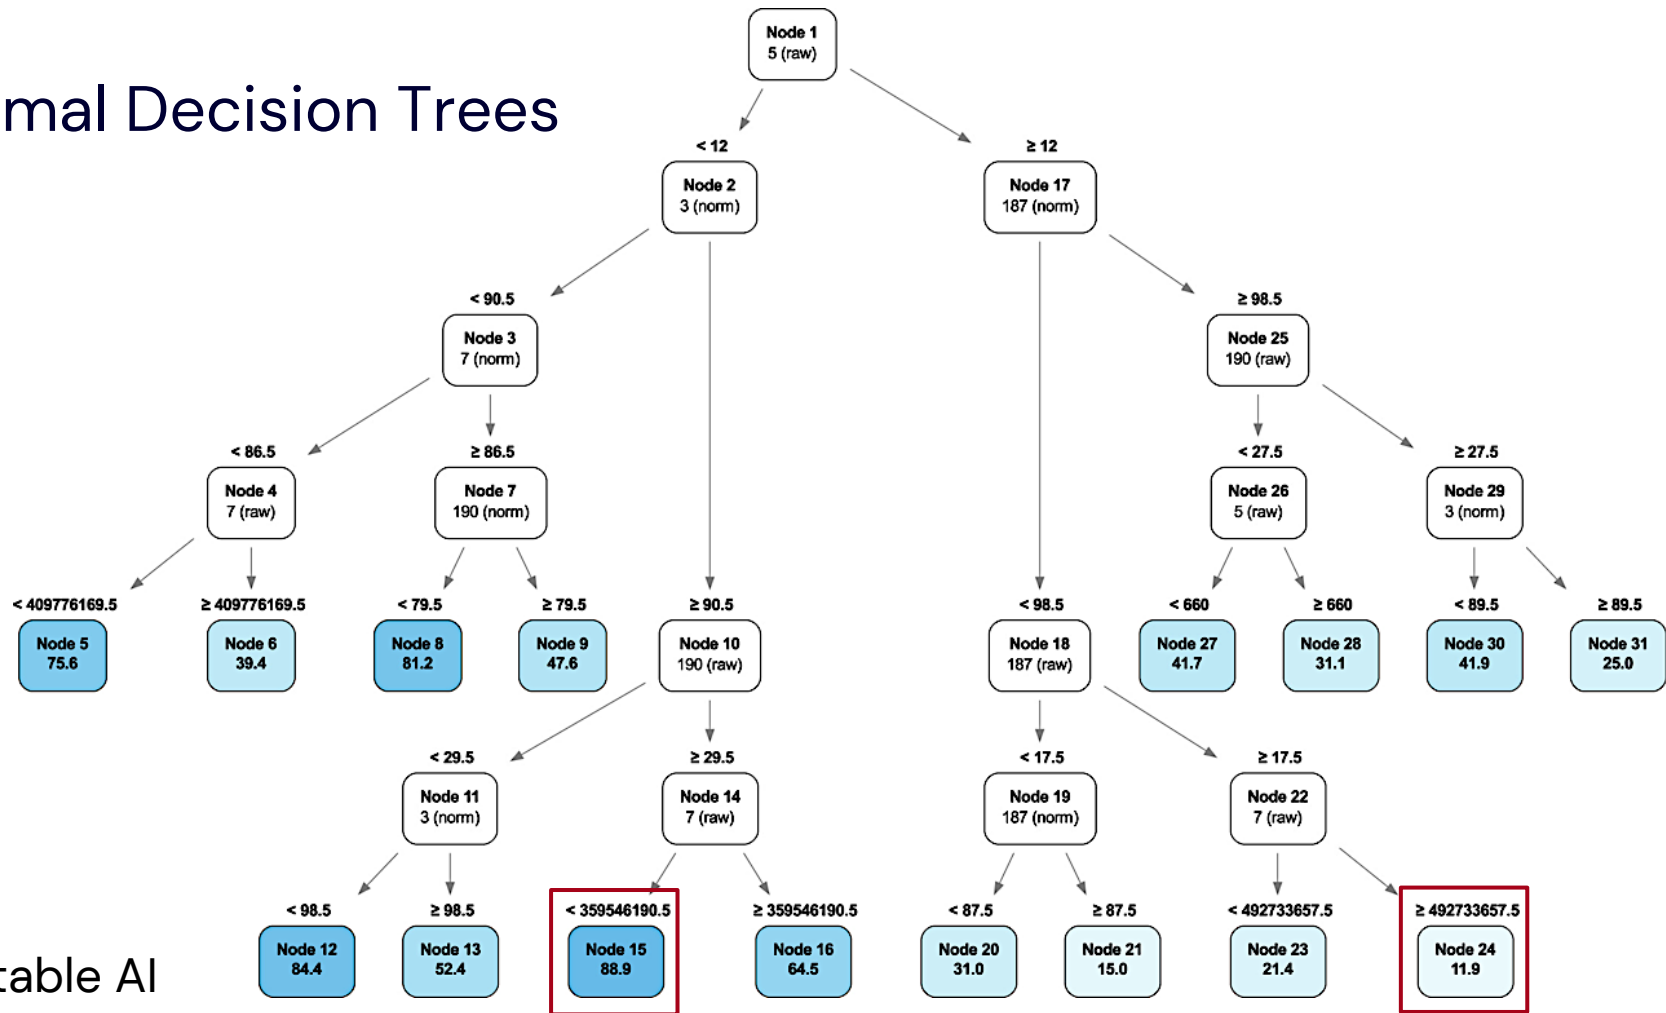 Node 1
5 (raw)
mal Decision Trees
< 12
≥ 12
Node 2
3 (norm)
Node 17
187 (norm)
< 90.5
≥ 98.5
Node 3
7 (norm)
Node 25
190 (raw)
< 86.5
≥ 86.5
< 27.5
≥ 27.5
Node 4
7 (raw)
Node 7
190 (norm)
Node 26
5 (raw)
Node 29
3 (norm)
< 409776169.5
≥ 409776169.5
< 79.5
≥ 79.5
≥ 90.5
< 98.5
< 660
≥ 660
< 89.5
≥ 89.5
Node 5
75.6
Node 6
39.4
Node 8
81.2
Node 9
47.6
Node 10
190 (raw)
Node 18
187 (raw)
Node 27
41.7
Node 28
31.1
Node 30
41.9
Node 31
25.0
< 29.5
≥ 29.5
< 17.5
≥ 17.5
Node 11
3 (norm)
Node 14
7 (raw)
Node 19
187 (norm)
Node 22
7 (raw)
< 98.5
≥ 98.5
< 359546190.5
≥ 359546190.5
< 87.5
≥ 87.5
< 492733657.5
≥ 492733657.5
Node 12
84.4
Node 13
52.4
Node 15
88.9
Node 16
64.5
Node 20
31.0
Node 21
15.0
Node 23
21.4
Node 24
11.9
table AI